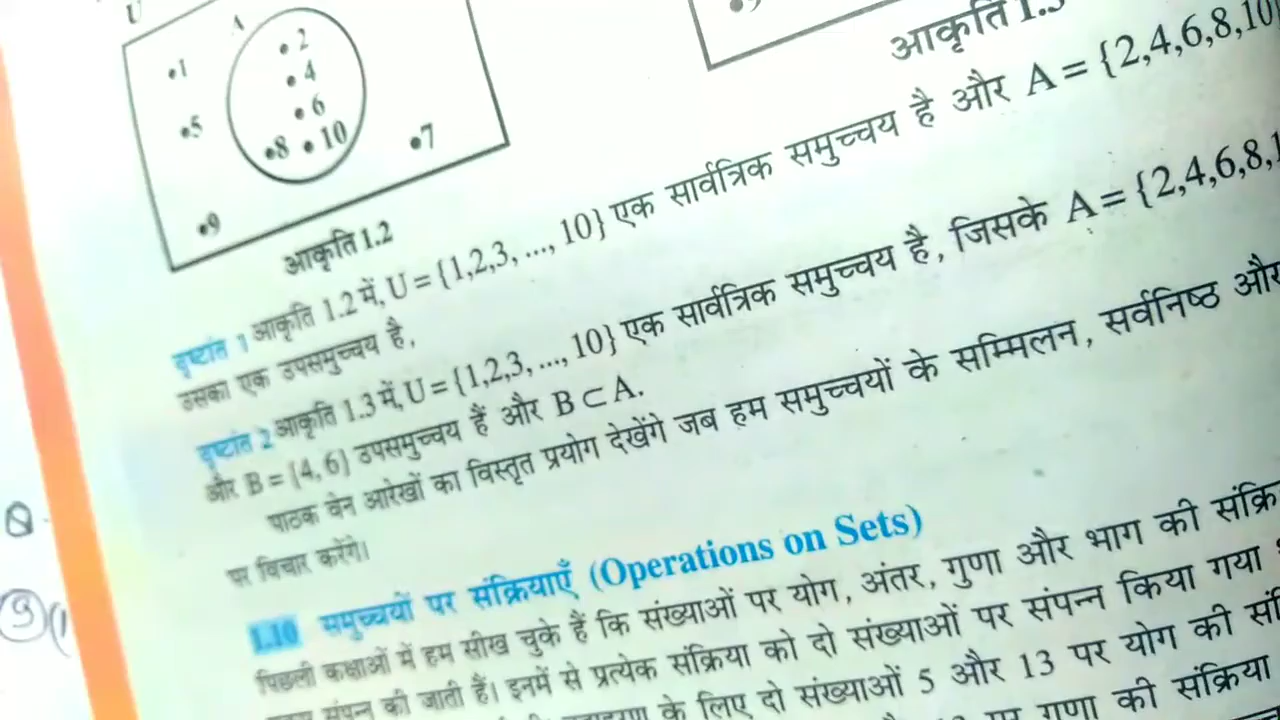 U
A
•1
•2
•4
•5
•6
•8 •10
•7
•9
आकृति 1.2
आकृति 1.3
दृष्टांत 1 आकृति 1.2 में, U = {1,2,3, ..., 10} एक सार्वत्रिक समुच्चय है और A = {2,4,6,8,10
उसका एक उपसमुच्चय है,
दृष्टांत 2 आकृति 1.3 में, U = {1,2,3, ..., 10} एक सार्वत्रिक समुच्चय है, जिसके A = {2,4,6,8,1
और B = {4, 6} उपसमुच्चय हैं और B ⊂ A.
पाठक वेन आरेखों का विस्तृत प्रयोग देखेंगे जब हम समुच्चयों के सम्मिलन, सर्वनिष्ठ और
पर विचार करेंगे।
1.10 समुच्चयों पर संक्रियाएँ (Operations on Sets)
पिछली कक्षाओं में हम सीख चुके हैं कि संख्याओं पर योग, अंतर, गुणा और भाग की संक्रि
संपन्न की जाती हैं। इनमें से प्रत्येक संक्रिया को दो संख्याओं पर संपन्न किया गया
के लिए दो संख्याओं 5 और 13 पर योग की सं
पर गुणा की संक्रिया